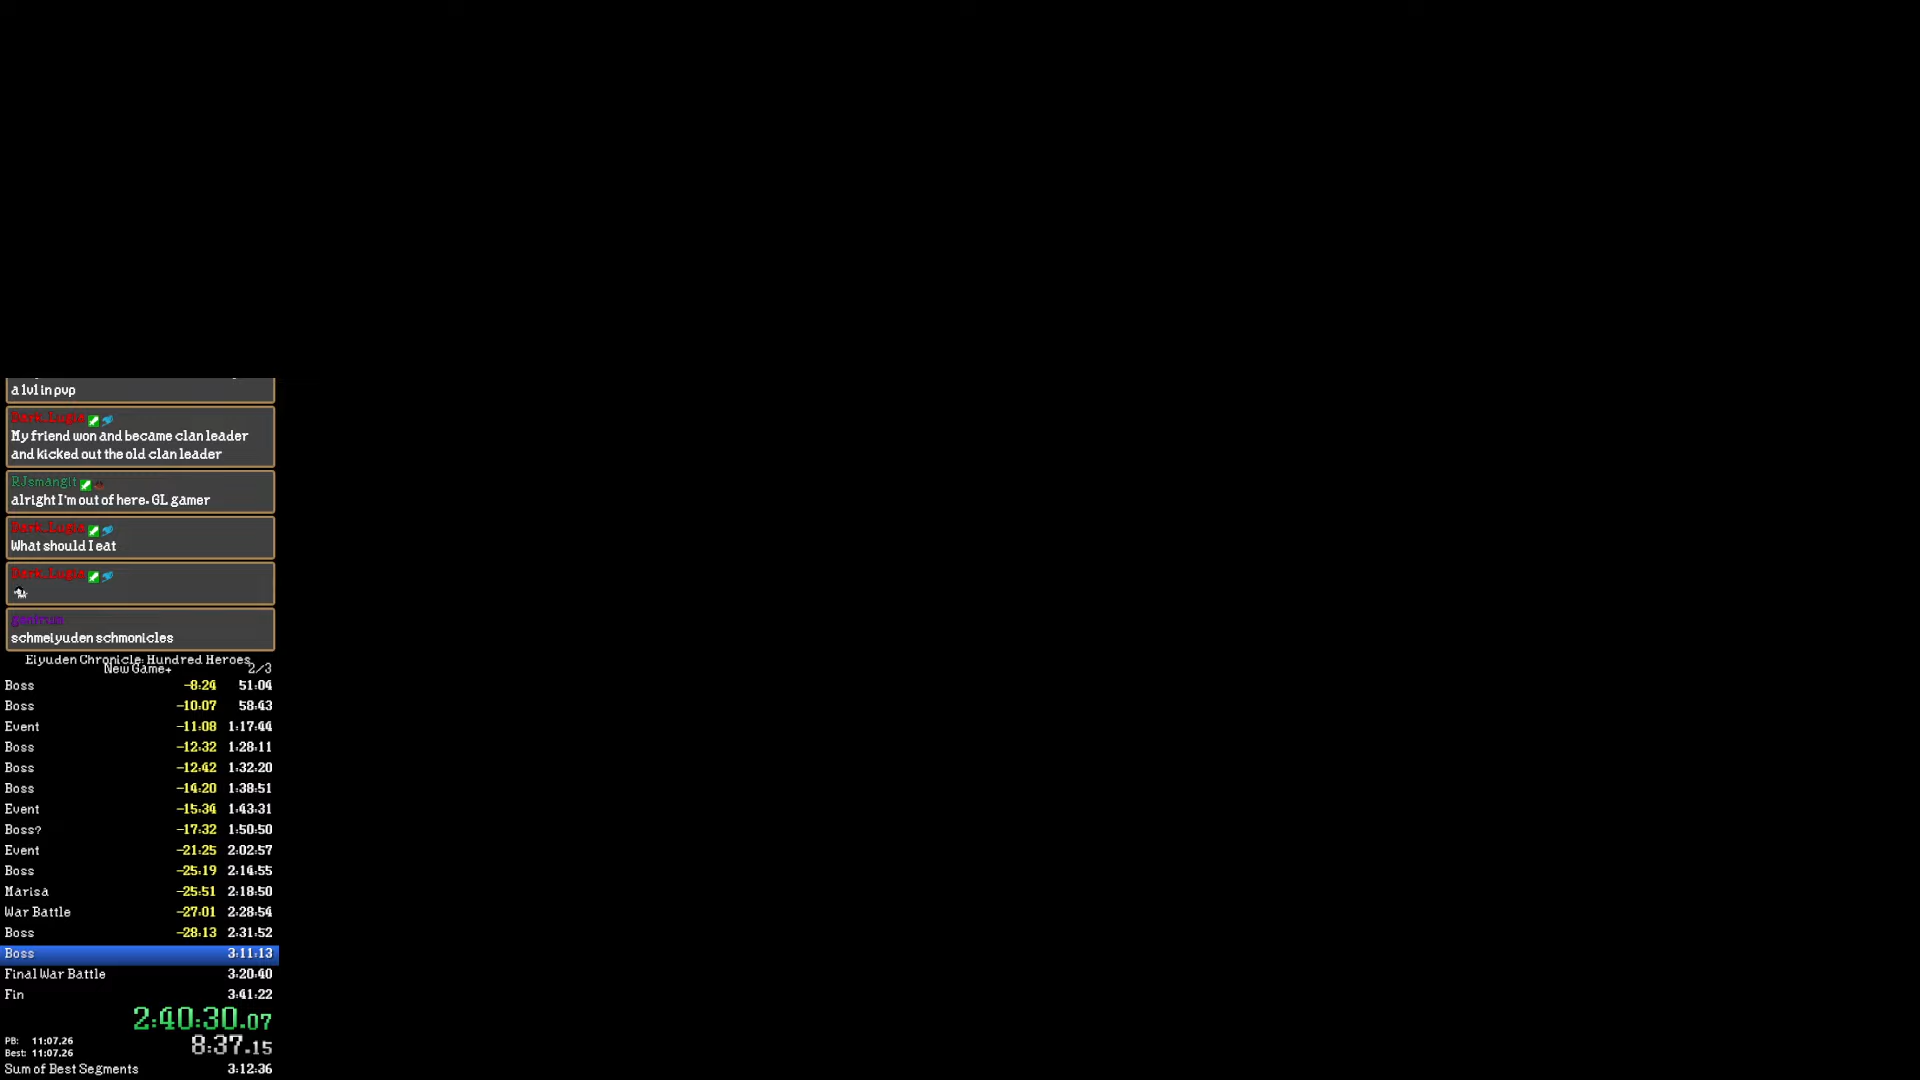 a 1v1 in pvp
Dark_Lugia
My friend won and became clan leader
and kicked out the old clan leader
RJsmangit
alright I'm out of here. GL gamer
Dark_Lugia
What should I eat
Dark_Lugia
schmeiyuden schmonicles
Eiyuden Chronicle: Hundred Heroes
New Game+ 2/3
Boss -8:24 51:04
Boss -10:07 58:43
Event -11:08 1:17:44
Boss -12:32 1:28:11
Boss -12:42 1:32:20
Boss -14:20 1:38:51
Event -15:34 1:43:31
Boss? -17:32 1:50:50
Event -21:25 2:02:57
Boss -25:19 2:14:55
Marisa -25:51 2:18:50
War Battle -27:01 2:28:54
Boss -28:13 2:31:52
Boss 3:11:13
Final War Battle 3:20:40
Fin 3:41:22
2:40:30.07
PB: 11:07.26
8:37.15
Best: 11:07.26
Sum of Best Segments 3:12:36